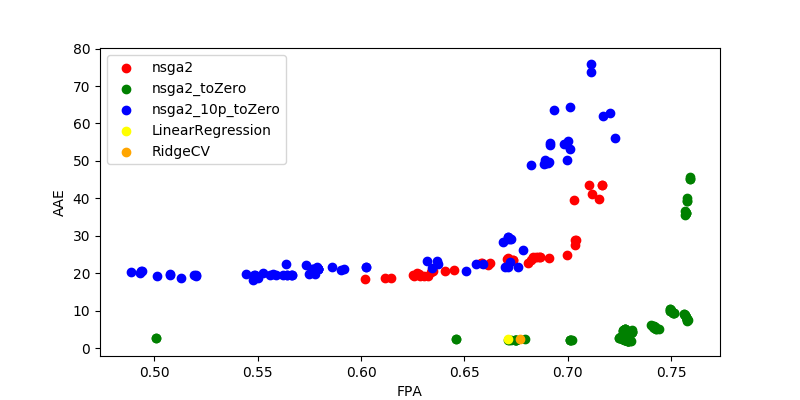 80
70
60
50
40
30
20
10
0
AAE
nsga2
nsga2_toZero
nsga2_10p_toZero
LinearRegression
RidgeCV
0.50 0.55 0.60 0.65 0.70 0.75
FPA